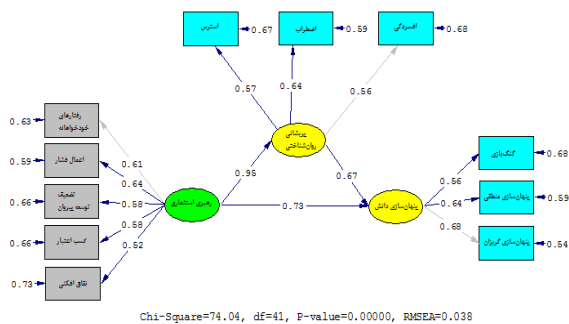 استرس
0.67
اضطراب
0.59
افسردگی
0.68
0.57
0.64
0.56
پریشانی
روان‌شناختی
0.63
رفتارهای
خودخواهانه
0.59
اعمال فشار
0.66
تضعیف
توسعه پیروان
0.66
کسب اعتبار
0.73
نفاق افکنی
0.61
0.64
0.58
0.58
0.52
رهبری استثماری
0.95
0.67
0.73
پنهان‌سازی دانش
0.56
0.64
0.68
گنگ‌بازی
0.68
پنهان‌سازی منطقی
0.59
پنهان‌سازی گریزان
0.54
Chi-Square=74.04, df=41, P-value=0.00000, RMSEA=0.038